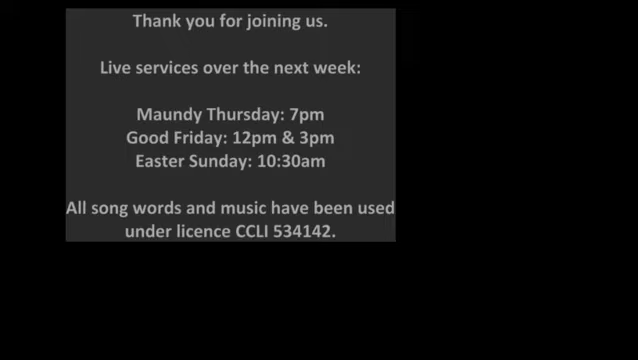 Thank you for joining us.
Live services over the next week:
Maundy Thursday: 7pm
Good Friday: 12pm & 3pm
Easter Sunday: 10:30am
All song words and music have been used
under licence CCLI 534142.